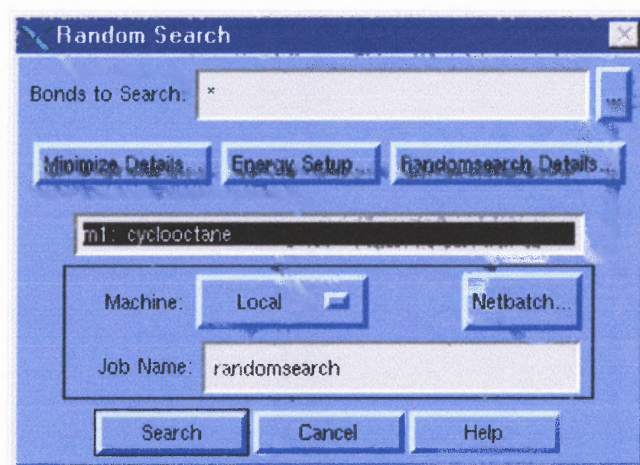 Random Search
Bonds to Search: *
...
Minimize Details... Energy Setup... Randomsearch Details...
m1: cyclooctane
Machine: Local Netbatch...
Job Name: randomsearch
Search Cancel Help